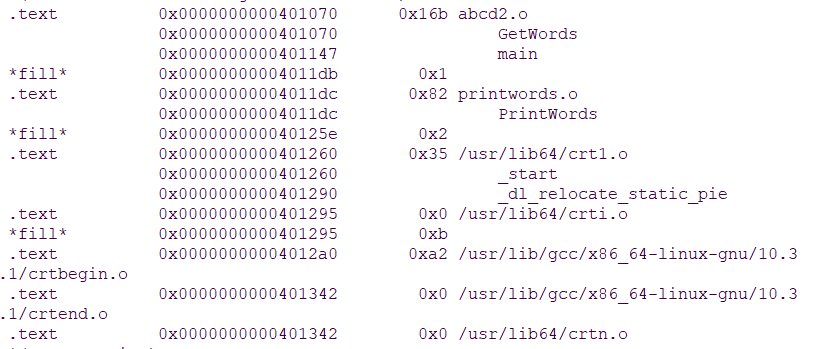 .text 0x0000000000401070 0x16b abcd2.o
0x0000000000401070 GetWords
0x0000000000401147 main
*fill* 0x00000000004011db 0x1
.text 0x00000000004011dc 0x82 printwords.o
0x00000000004011dc PrintWords
*fill* 0x000000000040125e 0x2
.text 0x0000000000401260 0x35 /usr/lib64/crt1.o
0x0000000000401260 _start
0x0000000000401290 _dl_relocate_static_pie
.text 0x0000000000401295 0x0 /usr/lib64/crti.o
*fill* 0x0000000000401295 0xb
.text 0x00000000004012a0 0xa2 /usr/lib/gcc/x86_64-linux-gnu/10.3
.1/crtbegin.o
.text 0x0000000000401342 0x0 /usr/lib/gcc/x86_64-linux-gnu/10.3
.1/crtend.o
.text 0x0000000000401342 0x0 /usr/lib64/crtn.o